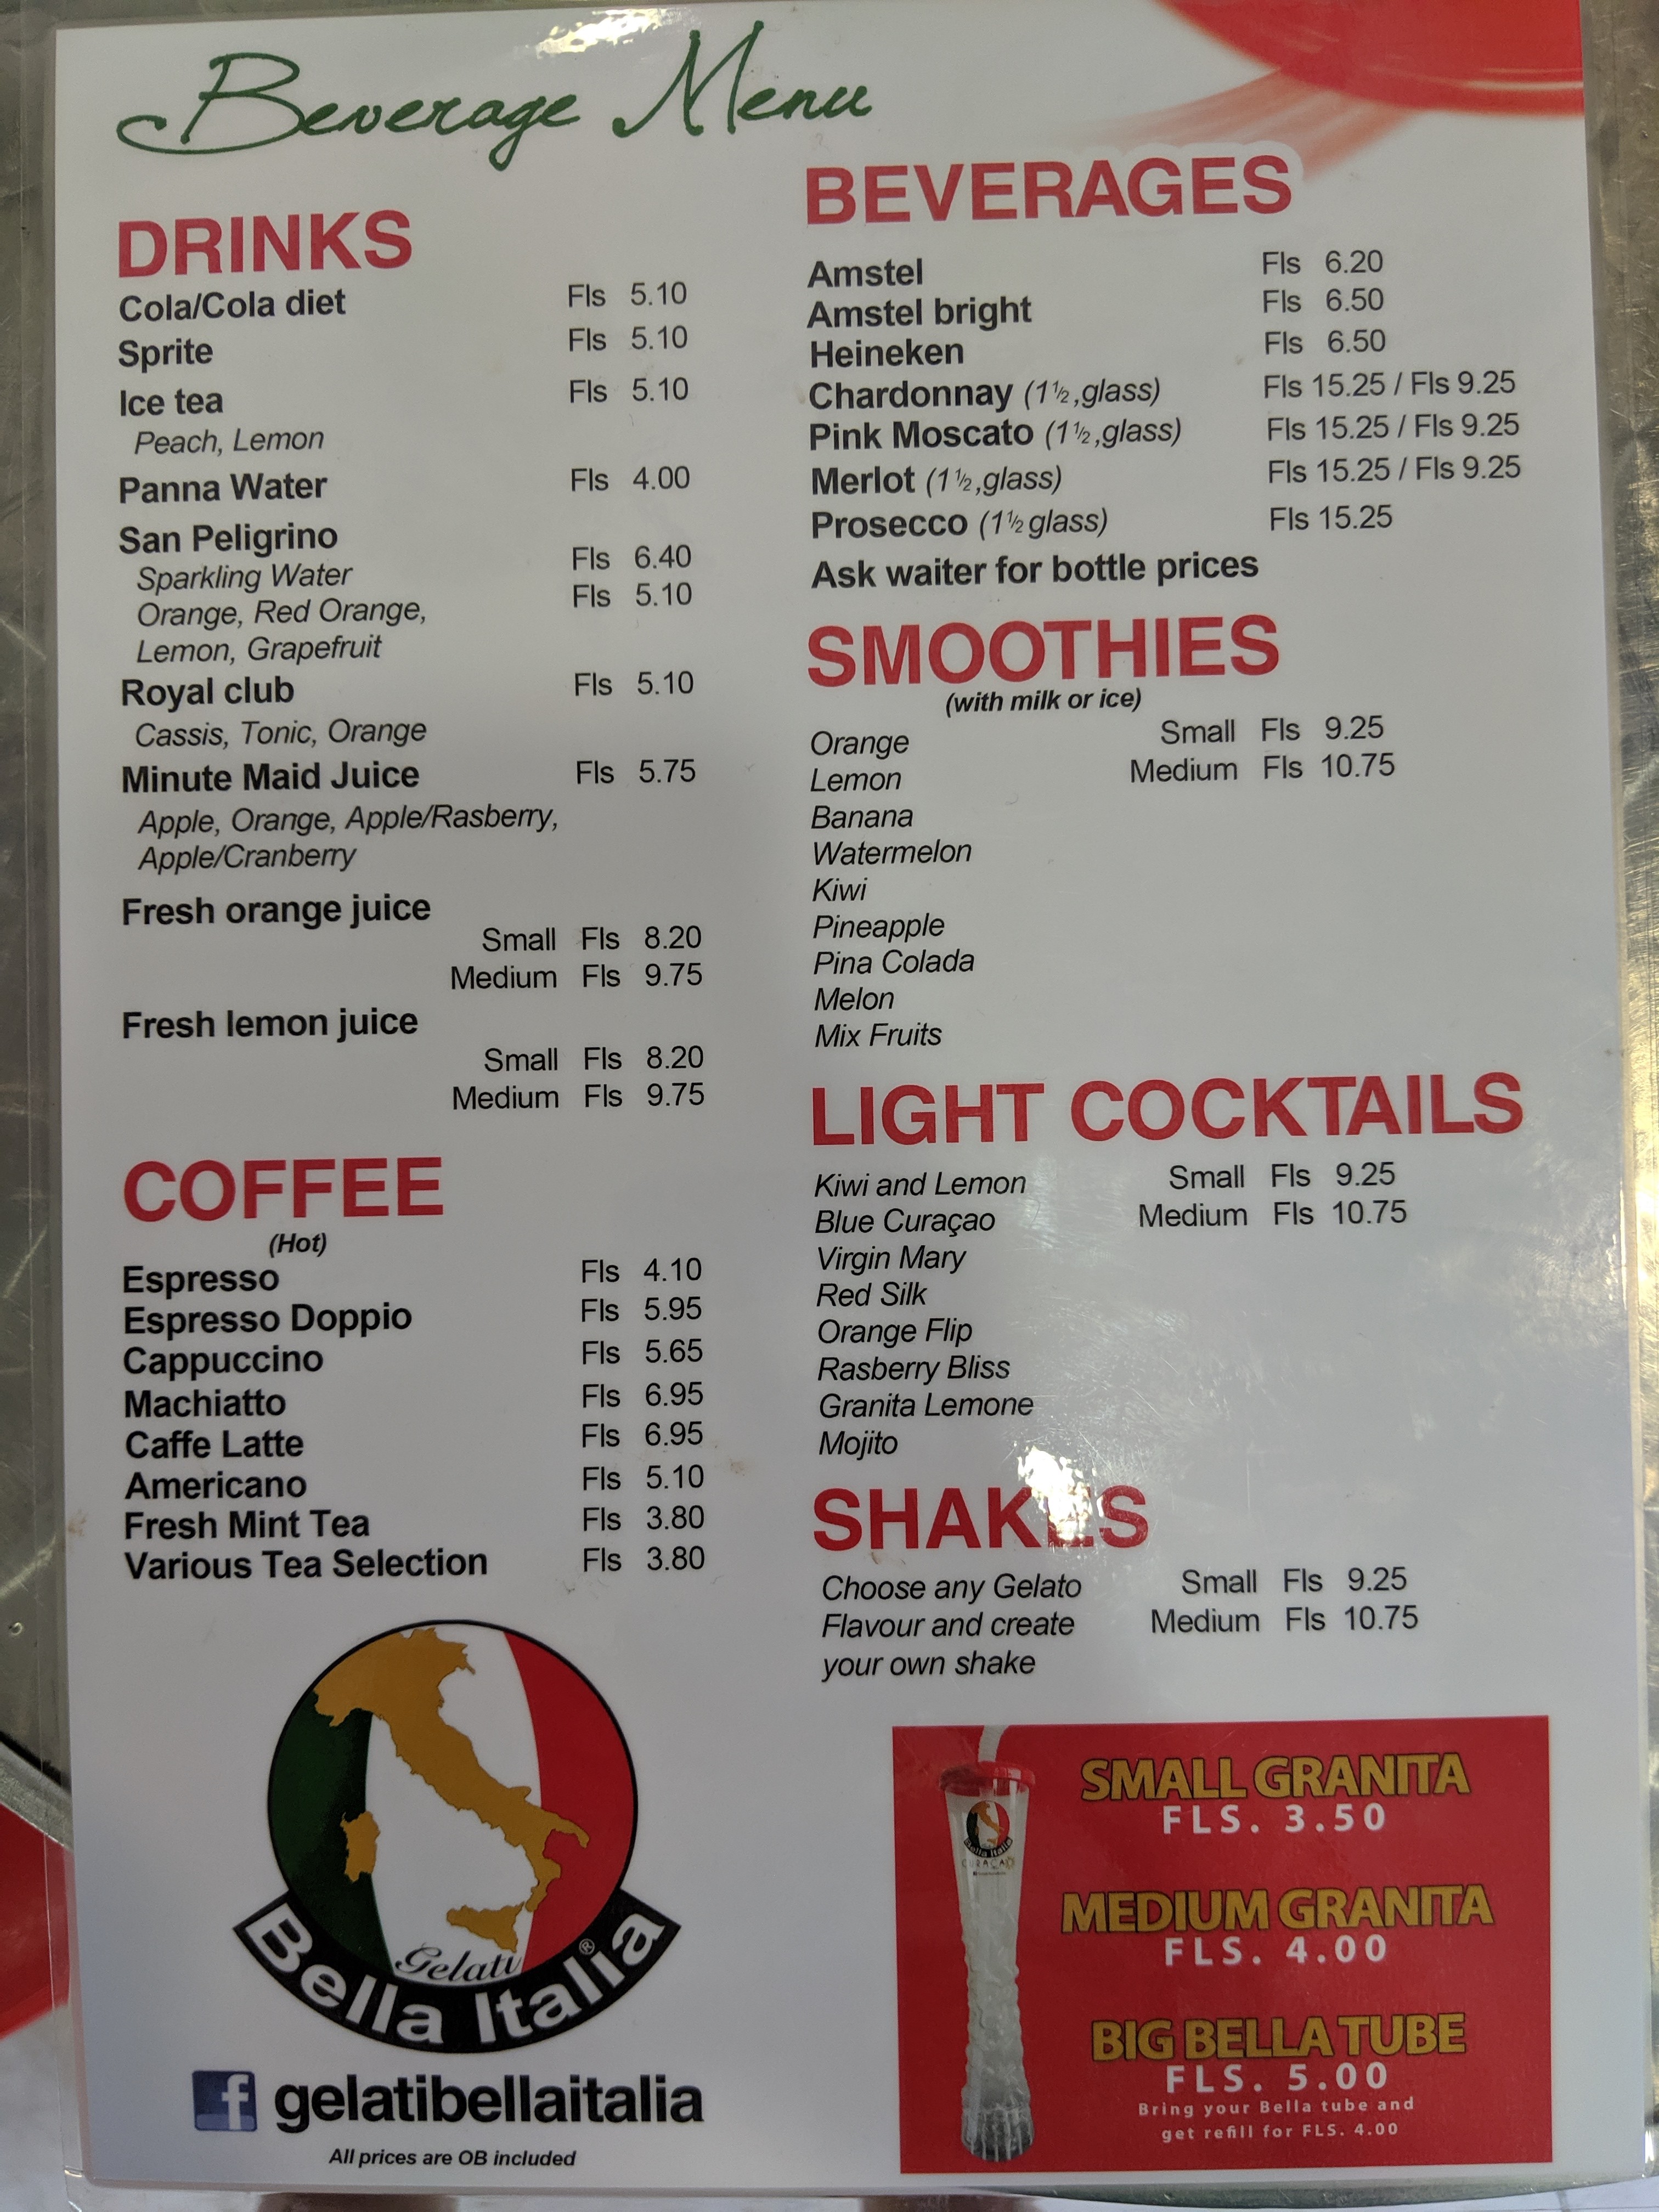 Beverage Menu
DRINKS
Cola/Cola diet Fls 5.10
Sprite Fls 5.10
Ice tea Fls 5.10
Peach, Lemon
Panna Water Fls 4.00
San Peligrino
Sparkling Water Fls 6.40
Orange, Red Orange, Fls 5.10
Lemon, Grapefruit
Royal club Fls 5.10
Cassis, Tonic, Orange
Minute Maid Juice Fls 5.75
Apple, Orange, Apple/Rasberry,
Apple/Cranberry
Fresh orange juice
Small Fls 8.20
Medium Fls 9.75
Fresh lemon juice
Small Fls 8.20
Medium Fls 9.75
COFFEE
(Hot)
Espresso Fls 4.10
Espresso Doppio Fls 5.95
Cappuccino Fls 5.65
Machiatto Fls 6.95
Caffe Latte Fls 6.95
Americano Fls 5.10
Fresh Mint Tea Fls 3.80
Various Tea Selection Fls 3.80
Gelati
Bella Italia®
f gelatibellaitalia
All prices are OB included
BEVERAGES
Amstel Fls 6.20
Amstel bright Fls 6.50
Heineken Fls 6.50
Chardonnay (1½,glass) Fls 15.25 / Fls 9.25
Pink Moscato (1½,glass) Fls 15.25 / Fls 9.25
Merlot (1½,glass) Fls 15.25 / Fls 9.25
Prosecco (1½ glass) Fls 15.25
Ask waiter for bottle prices
SMOOTHIES
(with milk or ice)
Orange Small Fls 9.25
Lemon Medium Fls 10.75
Banana
Watermelon
Kiwi
Pineapple
Pina Colada
Melon
Mix Fruits
LIGHT COCKTAILS
Kiwi and Lemon Small Fls 9.25
Blue Curaçao Medium Fls 10.75
Virgin Mary
Red Silk
Orange Flip
Rasberry Bliss
Granita Lemone
Mojito
SHAKES
Choose any Gelato Small Fls 9.25
Flavour and create Medium Fls 10.75
your own shake
Bella Italia
CURAÇAO
SMALL GRANITA
FLS. 3.50
MEDIUM GRANITA
FLS. 4.00
BIG BELLA TUBE
FLS. 5.00
Bring your Bella tube and
get refill for FLS. 4.00